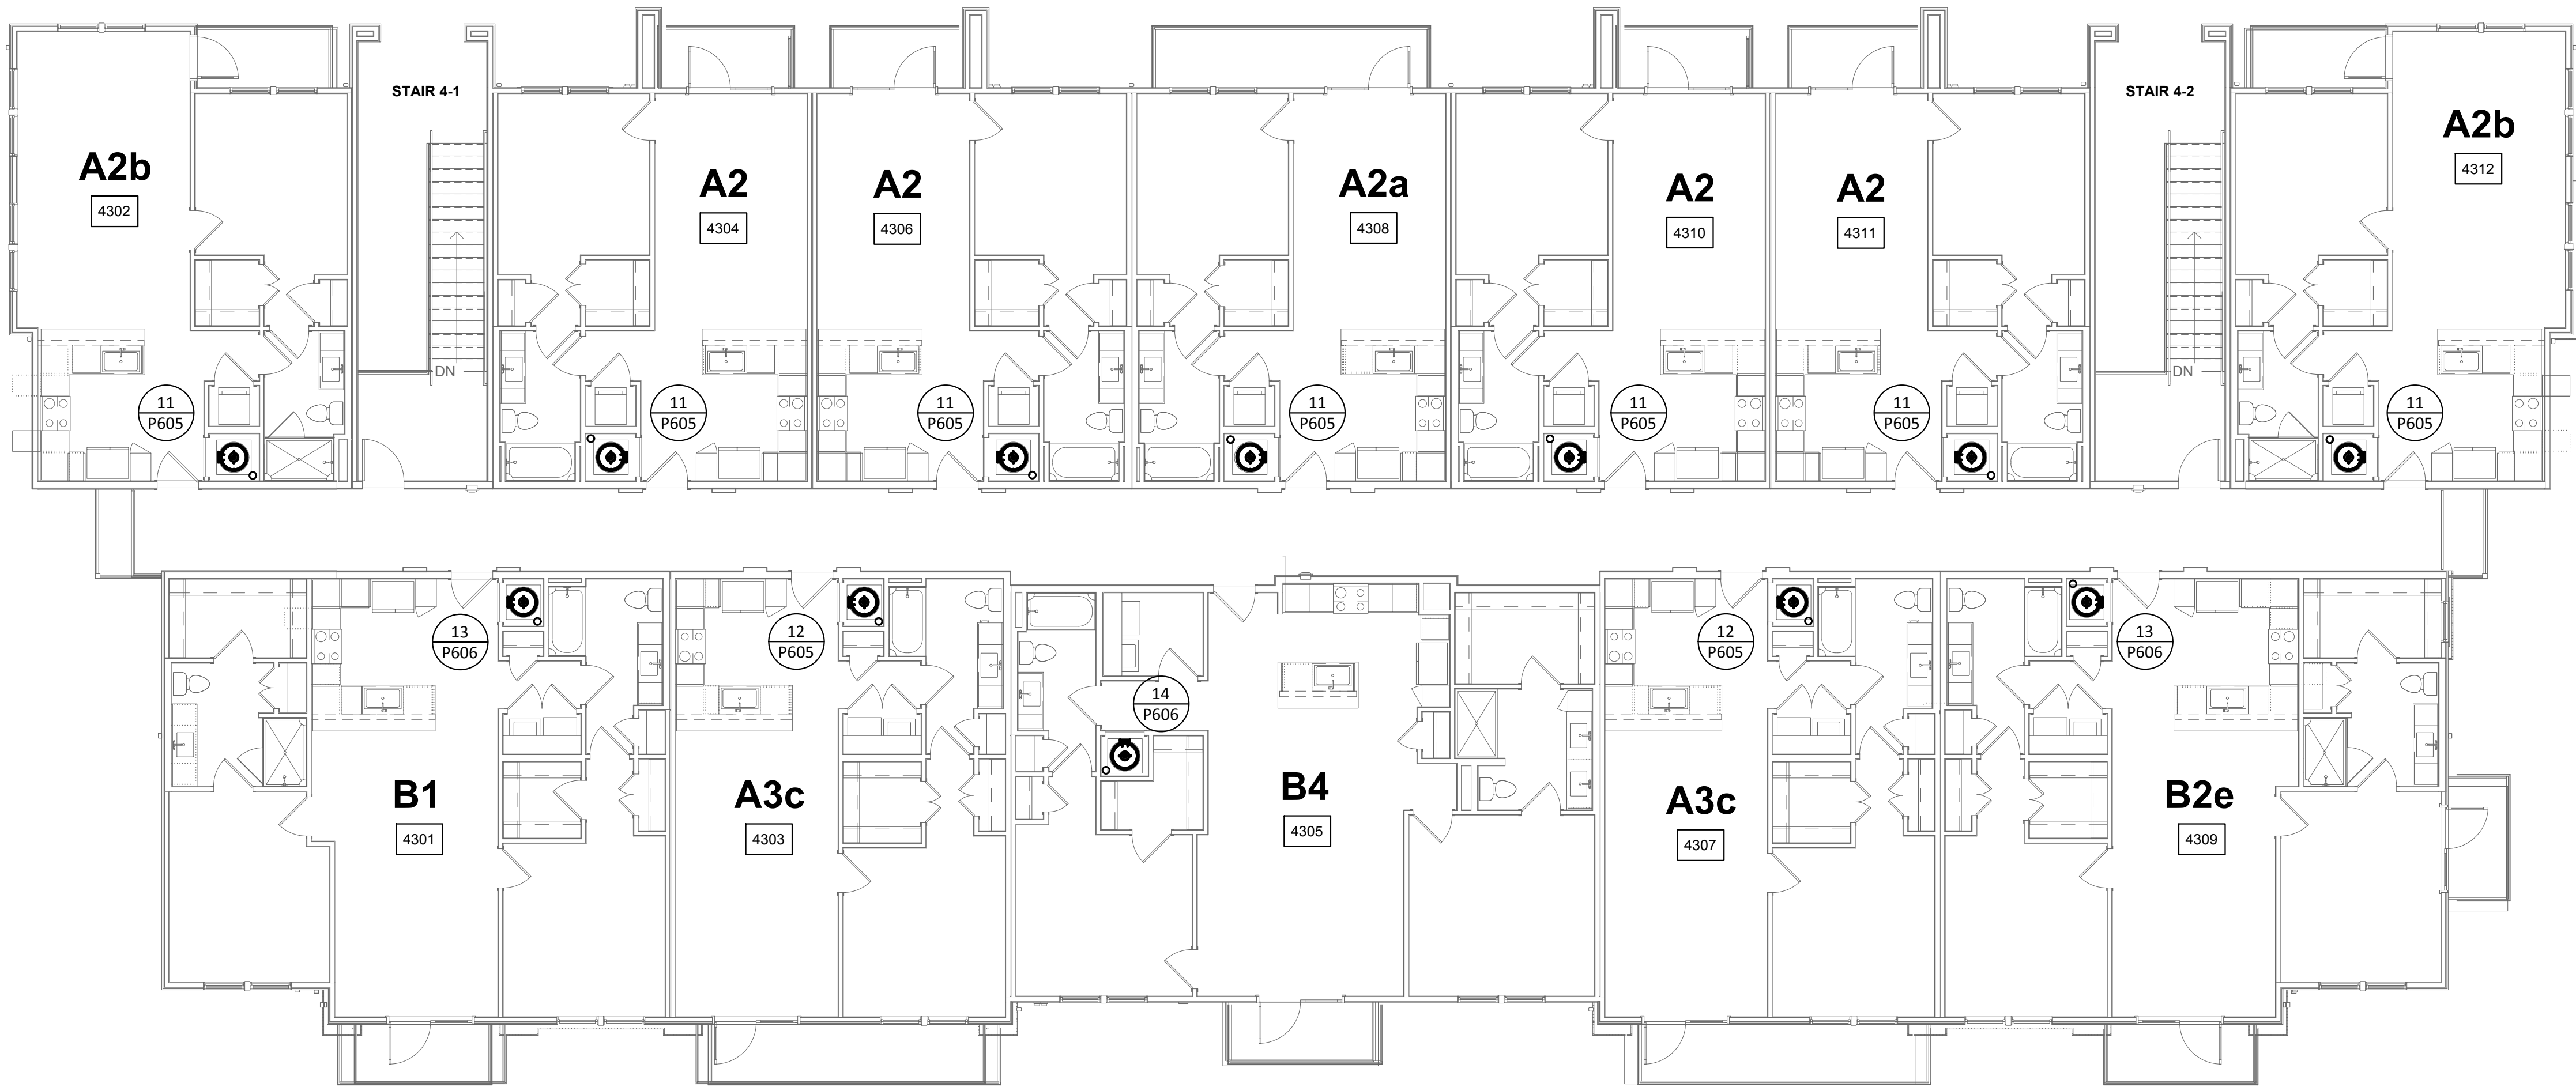 STAIR 4-1
STAIR 4-2
A2b
4302
A2
4304
A2
4306
A2a
4308
A2
4310
A2
4311
A2b
4312
DN
DN
11
P605
11
P605
11
P605
11
P605
11
P605
11
P605
11
P605
13
P606
12
P605
14
P606
12
P605
13
P606
B1
4301
A3c
4303
B4
4305
A3c
4307
B2e
4309